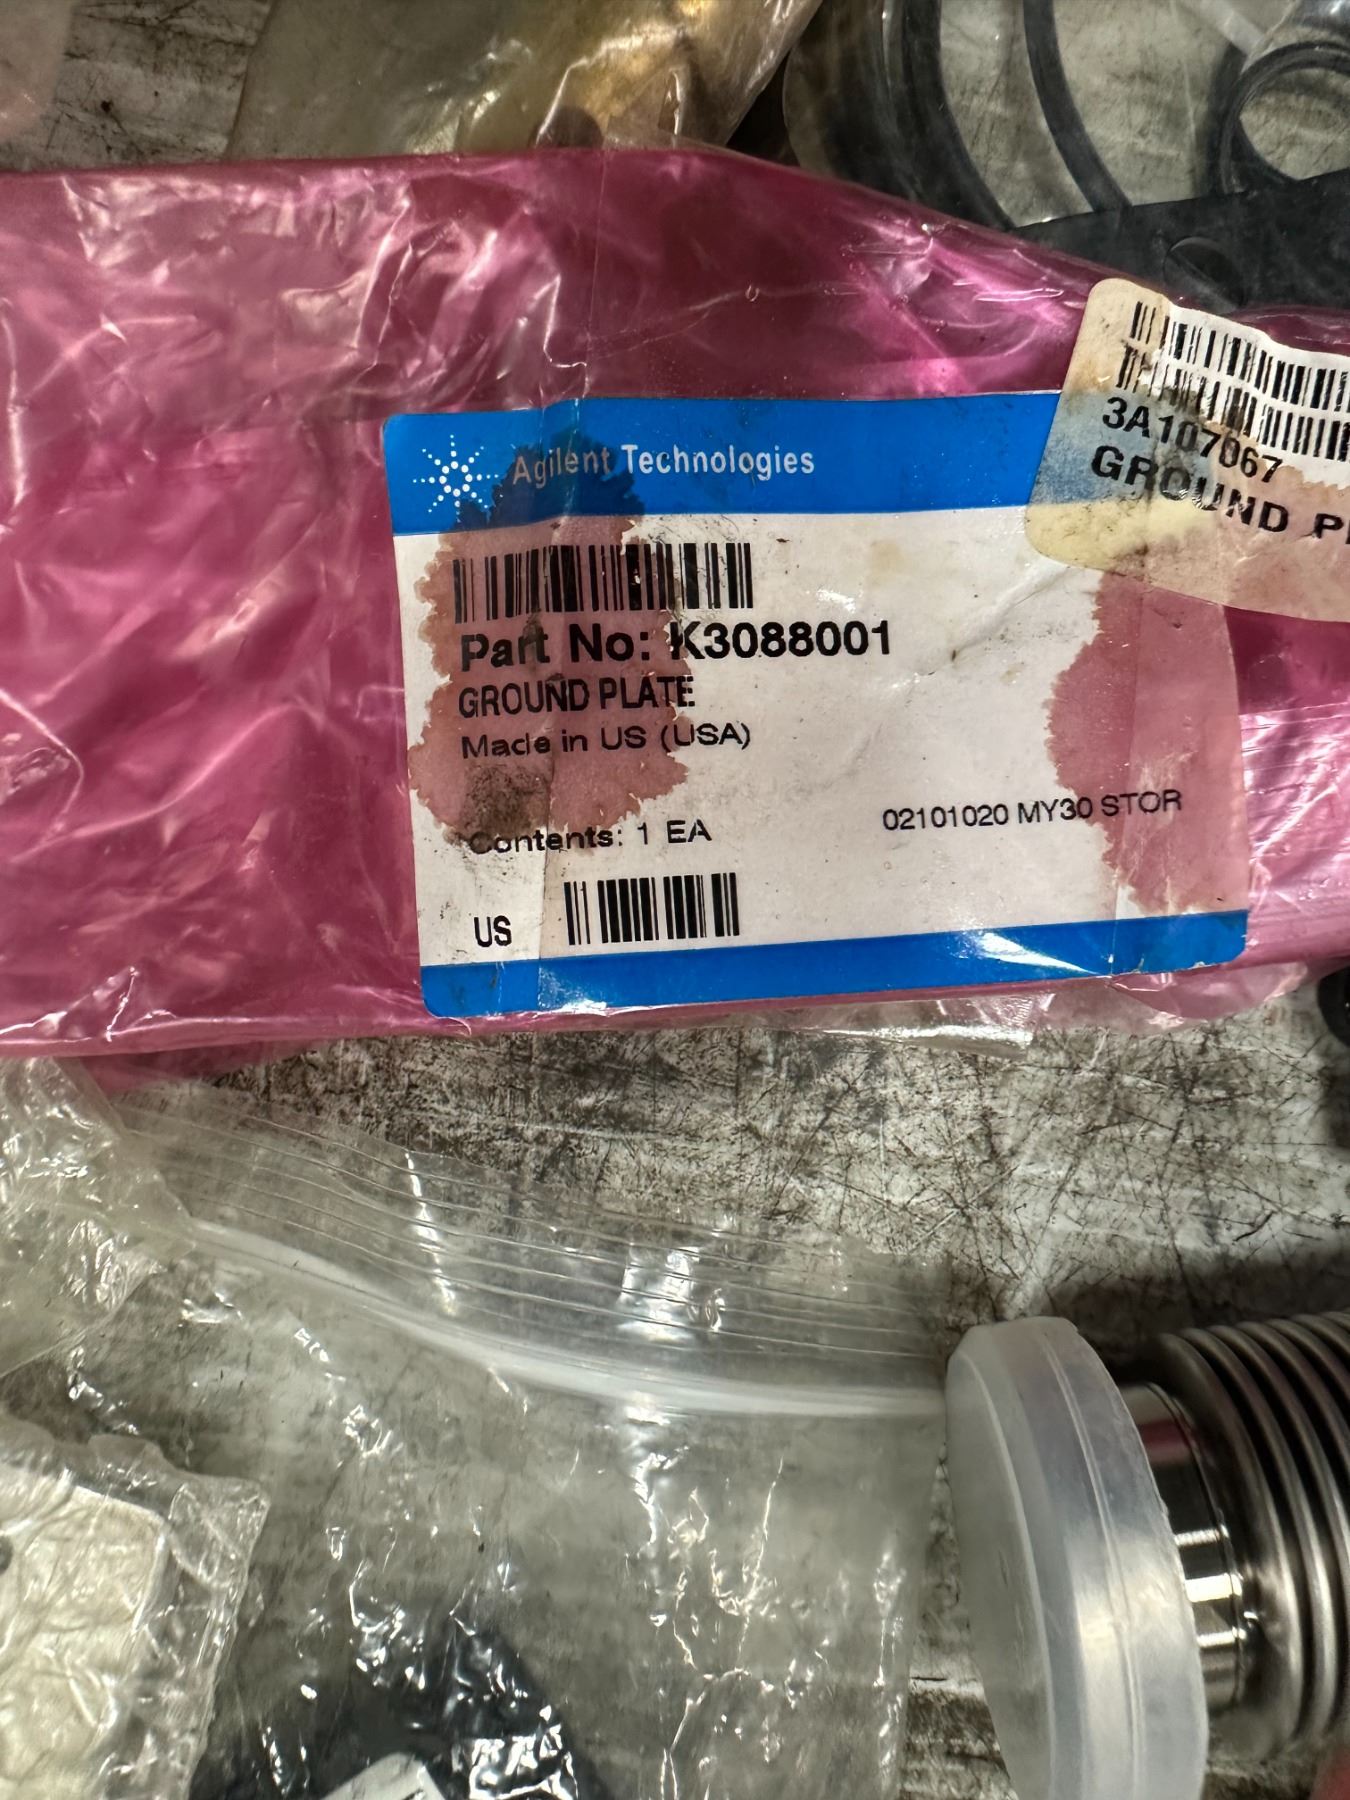 Agilent Technologies
3A107067
GROUND
Part No: K3088001
GROUND PLATE
Made in US (USA)
Contents: 1 EA
02101020 MY30 STOR
US